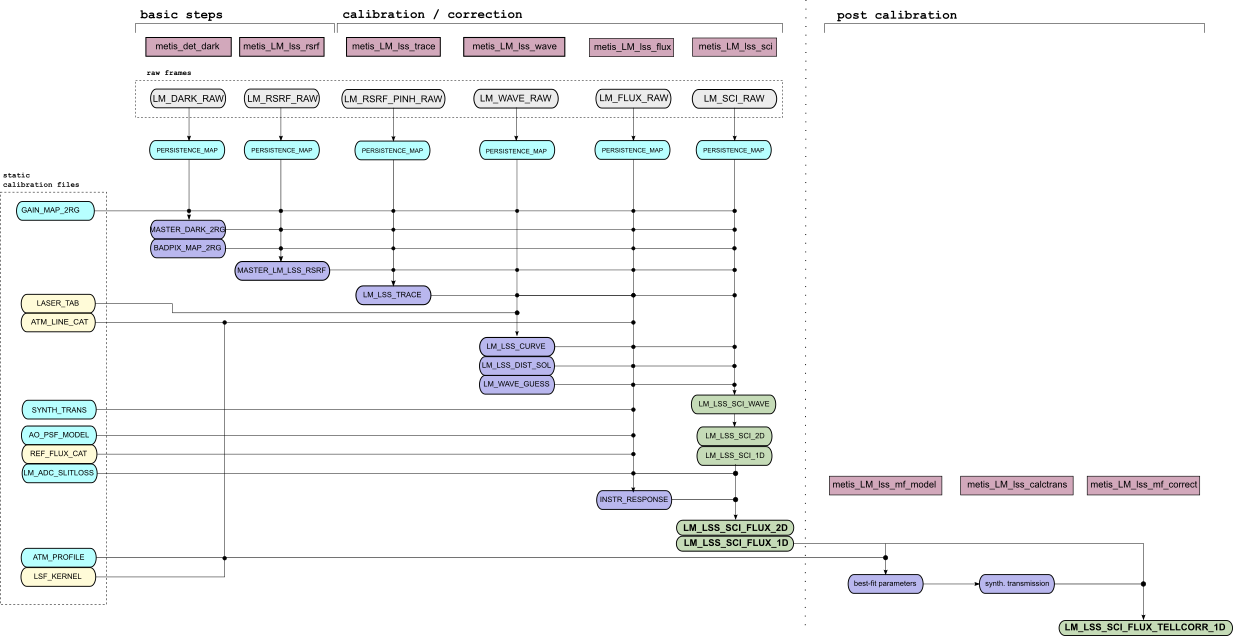 basic steps
calibration / correction
post calibration
metis_det_dark
metis_LM_lss_rsrf
metis_LM_lss_trace
metis_LM_lss_wave
metis_LM_lss_flux
metis_LM_lss_sci
raw frames
LM_DARK_RAW
LM_RSRF_RAW
LM_RSRF_PINH_RAW
LM_WAVE_RAW
LM_FLUX_RAW
LM_SCI_RAW
PERSISTENCE_MAP
PERSISTENCE_MAP
PERSISTENCE_MAP
PERSISTENCE_MAP
PERSISTENCE_MAP
PERSISTENCE_MAP
static
calibration files
GAIN_MAP_2RG
MASTER_DARK_2RG
BADPIX_MAP_2RG
MASTER_LM_LSS_RSRF
LM_LSS_TRACE
LASER_TAB
ATM_LINE_CAT
LM_LSS_CURVE
LM_LSS_DIST_SOL
LM_WAVE_GUESS
LM_LSS_SCI_WAVE
SYNTH_TRANS
AO_PSF_MODEL
LM_LSS_SCI_2D
REF_FLUX_CAT
LM_LSS_SCI_1D
LM_ADC_SLITLOSS
metis_LM_lss_mf_model
metis_LM_lss_calctrans
metis_LM_lss_mf_correct
INSTR_RESPONSE
LM_LSS_SCI_FLUX_2D
LM_LSS_SCI_FLUX_1D
ATM_PROFILE
LSF_KERNEL
best-fit parameters
synth. transmission
LM_LSS_SCI_FLUX_TELLCORR_1D